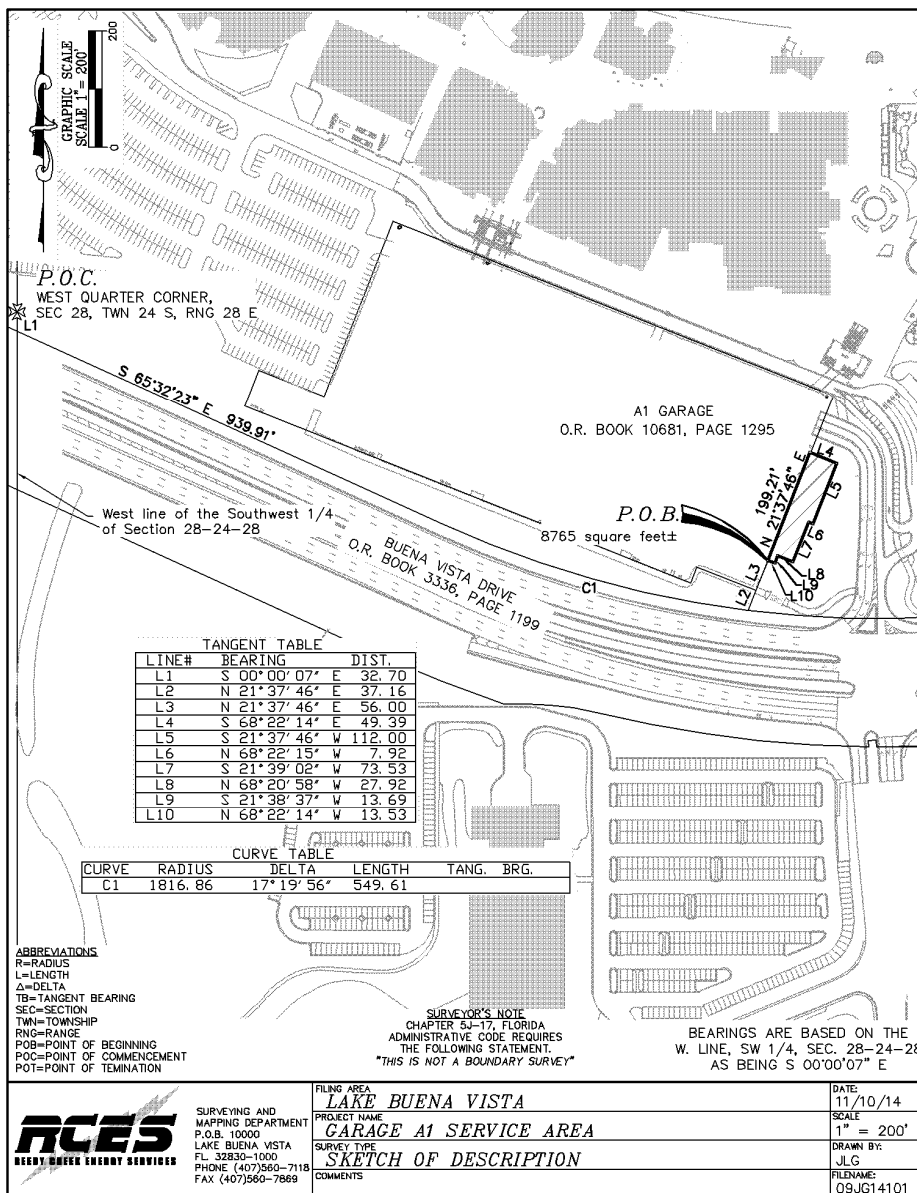 200
GRAPHIC SCALE
SCALE 1"= 200'
0
P.O.C.
WEST QUARTER CORNER,
SEC 28, TWN 24 S, RNG 28 E
L1
S 65°32'23" E 939.91'
A1 GARAGE
O.R. BOOK 10681, PAGE 1295
199.21'
N 21°37'46" E
L4
L5
L6
L7
L8
L9
L10
L3
L2
P.O.B.
8765 square feet±
West line of the Southwest 1/4
of Section 28-24-28
BUENA VISTA DRIVE
O.R. BOOK 3336, PAGE 1199
C1
TANGENT TABLE
LINE# BEARING DIST.
L1 S 00°00'07" E 32.70
L2 N 21°37'46" E 37.16
L3 N 21°37'46" E 56.00
L4 S 68°22'14" E 49.39
L5 S 21°37'46" W 112.00
L6 N 68°22'15" W 7.92
L7 S 21°39'02" W 73.53
L8 N 68°20'58" W 27.92
L9 S 21°38'37" W 13.69
L10 N 68°22'14" W 13.53
CURVE TABLE
CURVE RADIUS DELTA LENGTH TANG. BRG.
C1 1816.86 17°19'56" 549.61
ABBREVIATIONS
R=RADIUS
L=LENGTH
Δ=DELTA
TB=TANGENT BEARING
SEC=SECTION
TWN=TOWNSHIP
RNG=RANGE
POB=POINT OF BEGINNING
POC=POINT OF COMMENCEMENT
POT=POINT OF TEMINATION
SURVEYOR'S NOTE
CHAPTER 5J-17, FLORIDA
ADMINISTRATIVE CODE REQUIRES
THE FOLLOWING STATEMENT.
"THIS IS NOT A BOUNDARY SURVEY"
BEARINGS ARE BASED ON THE
W. LINE, SW 1/4, SEC. 28-24-28
AS BEING S 00°00'07" E
RCES
REEDY CREEK ENERGY SERVICES
SURVEYING AND
MAPPING DEPARTMENT
P.O.B. 10000
LAKE BUENA VISTA
FL. 32830-1000
PHONE (407)560-7118
FAX (407)560-7869
FILING AREA
LAKE BUENA VISTA
PROJECT NAME
GARAGE A1 SERVICE AREA
SURVEY TYPE
SKETCH OF DESCRIPTION
COMMENTS
DATE:
11/10/14
SCALE
1" = 200'
DRAWN BY:
JLG
FILENAME:
09JG14101